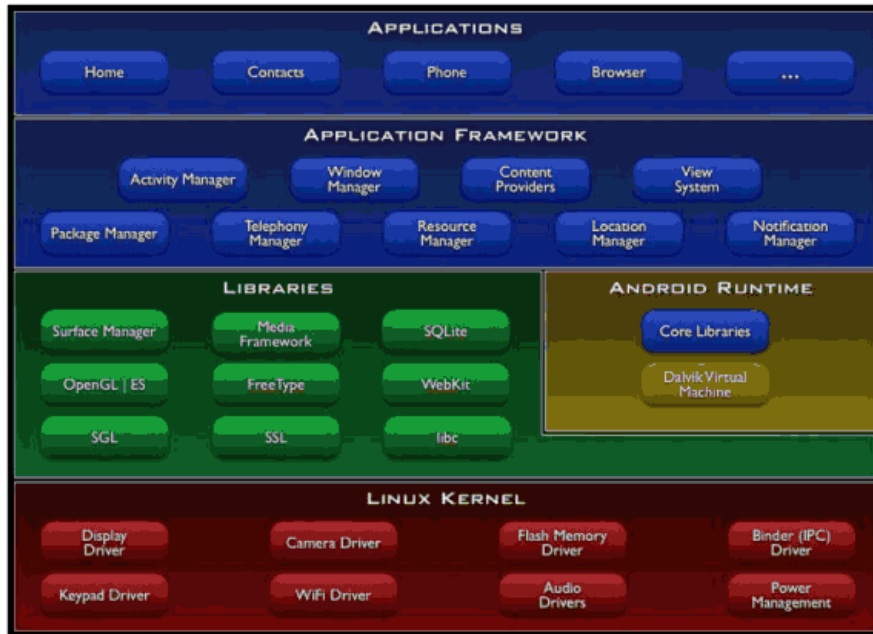 APPLICATIONS
Home
Contacts
Phone
Browser
...
APPLICATION FRAMEWORK
Activity Manager
Window
Manager
Content
Providers
View
System
Package Manager
Telephony
Manager
Resource
Manager
Location
Manager
Notification
Manager
LIBRARIES
Surface Manager
Media
Framework
SQLite
OpenGL | ES
FreeType
WebKit
SGL
SSL
libc
ANDROID RUNTIME
Core Libraries
Dalvik Virtual
Machine
LINUX KERNEL
Display
Driver
Camera Driver
Flash Memory
Driver
Binder (IPC)
Driver
Keypad Driver
WiFi Driver
Audio
Drivers
Power
Management